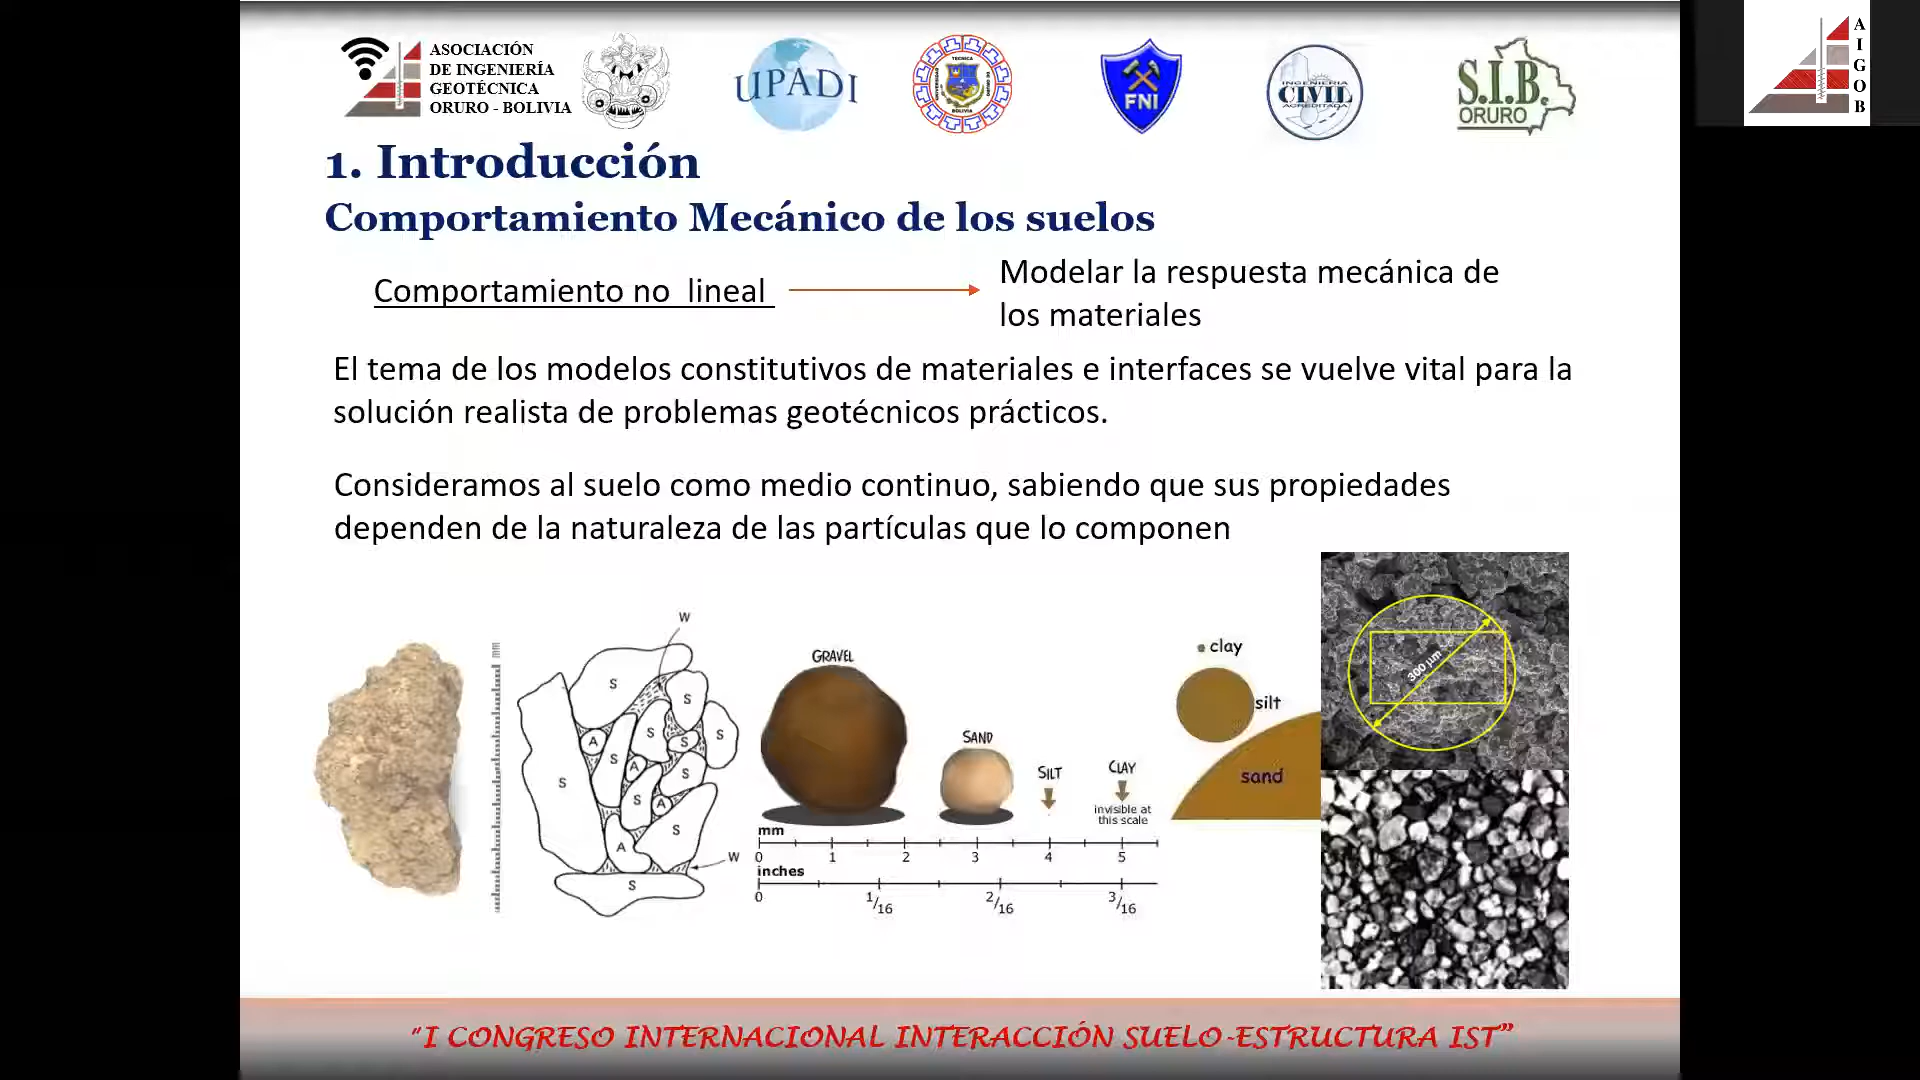 ASOCIACIÓN
DE INGENIERÍA
GEOTÉCNICA
ORURO - BOLIVIA
UPADI
TECNICA
BOLIVIA
FNI
INGENIERIA
CIVIL
ACREDITADA
S.I.B.
ORURO
A
I
G
O
B
1. Introducción
Comportamiento Mecánico de los suelos
Comportamiento no  lineal
Modelar la respuesta mecánica de
los materiales
El tema de los modelos constitutivos de materiales e interfaces se vuelve vital para la
solución realista de problemas geotécnicos prácticos.
Consideramos al suelo como medio continuo, sabiendo que sus propiedades
dependen de la naturaleza de las partículas que lo componen
mm
W
S
S
S
S
A
S
S
A
S
S
S
A
S
A
W
S
GRAVEL
SAND
SILT
CLAY
invisible at
this scale
mm
0 1 2 3 4 5
inches
0 1/16 2/16 3/16
clay
silt
sand
300 µm
“I CONGRESO INTERNACIONAL INTERACCIÓN SUELO-ESTRUCTURA IST”